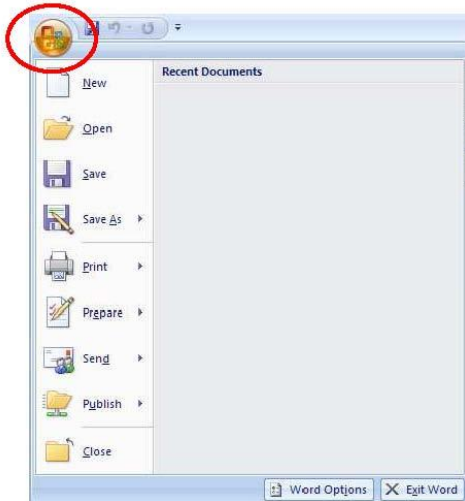 Recent Documents
New
Open
Save
Save As
Print
Prepare
Send
Publish
Close
Word Options
Exit Word